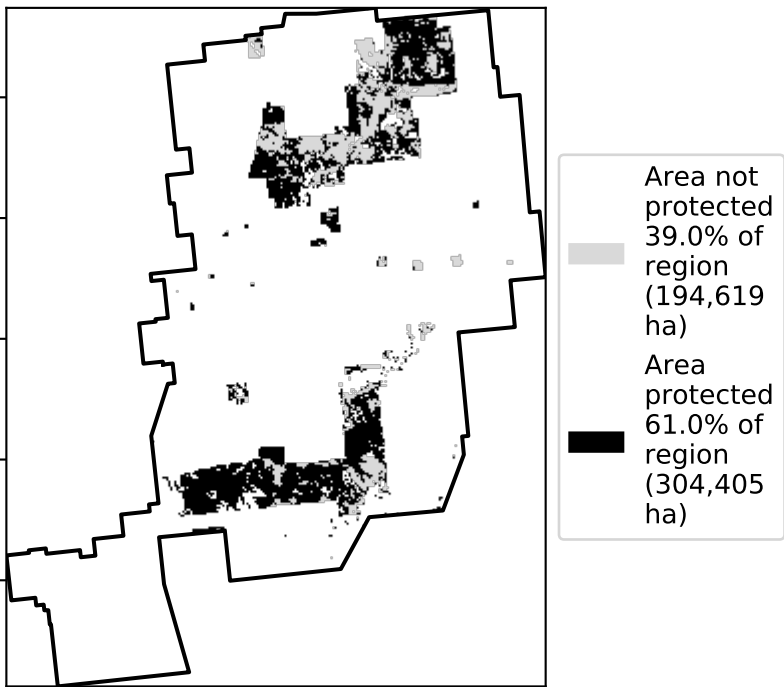 Area not
protected
39.0% of
region
(194,619
ha)
Area
protected
61.0% of
region
(304,405
ha)